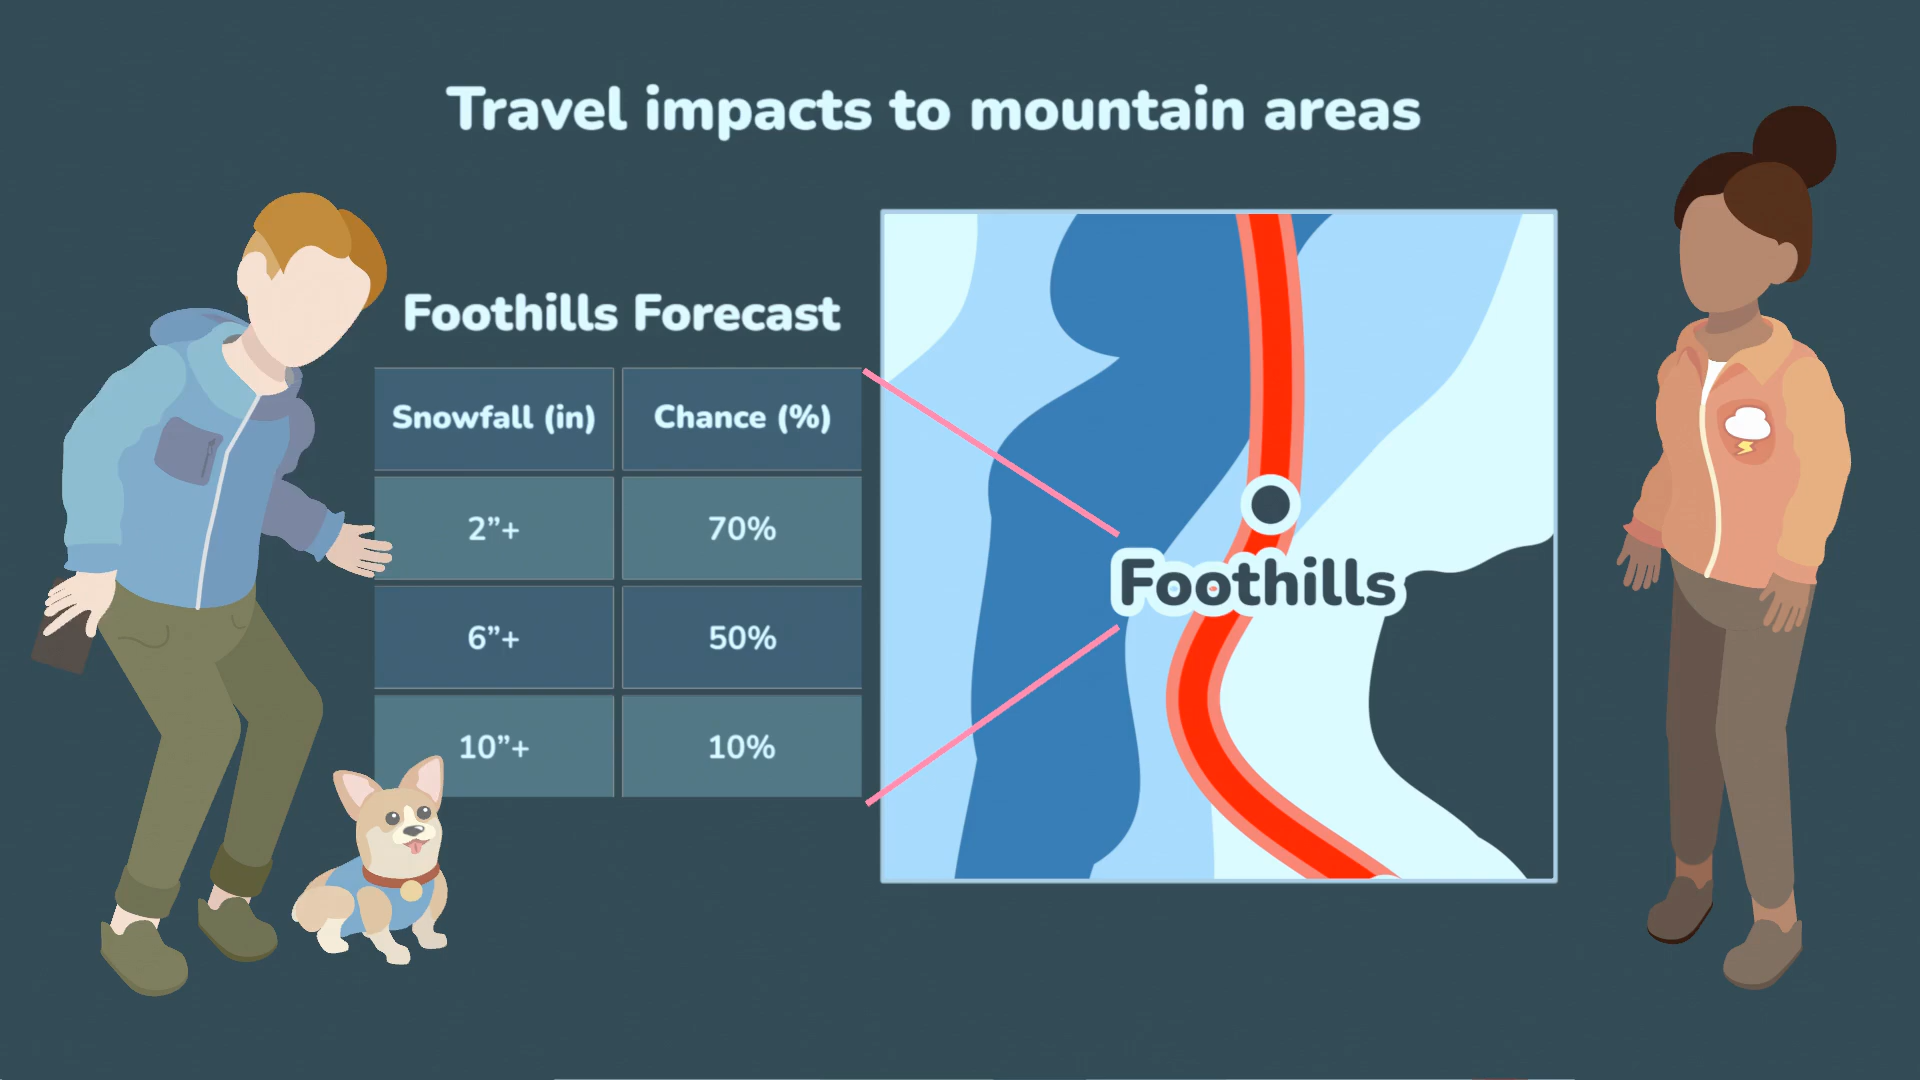 Travel impacts to mountain areas
Foothills Forecast
Snowfall (in) Chance (%)
2”+ 70%
6”+ 50%
10”+ 10%
Foothills